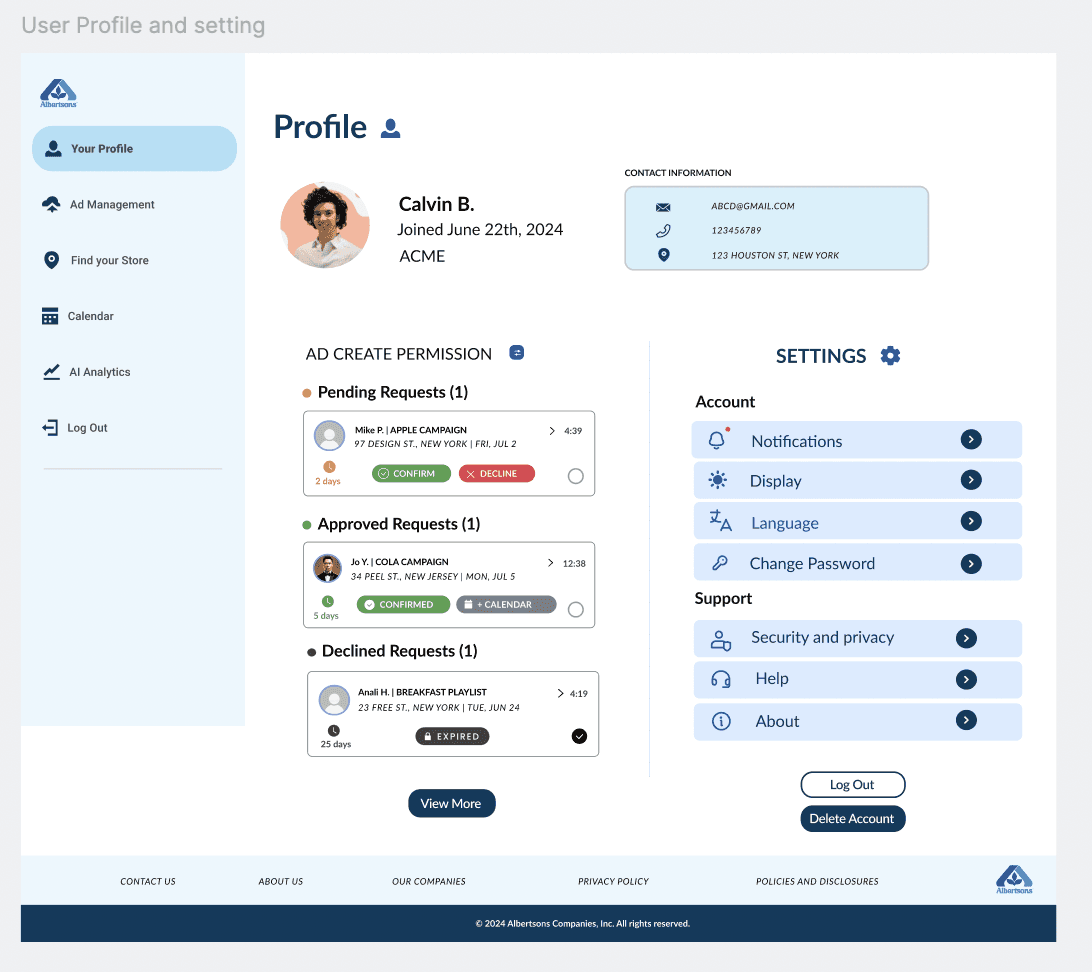 User Profile and setting
Albertsons
Your Profile
Ad Management
Find your Store
Calendar
AI Analytics
Log Out
Profile
Calvin B.
Joined June 22th, 2024
ACME
CONTACT INFORMATION
ABCD@GMAIL.COM
123456789
123 HOUSTON ST, NEW YORK
AD CREATE PERMISSION
Pending Requests (1)
Mike P. | APPLE CAMPAIGN
4:39
97 DESIGN ST., NEW YORK | FRI, JUL 2
2 days
CONFIRM
DECLINE
Approved Requests (1)
Jo Y. | COLA CAMPAIGN
12:38
34 PEEL ST., NEW JERSEY | MON, JUL 5
5 days
CONFIRMED
+ CALENDAR
Declined Requests (1)
Anali H. | BREAKFAST PLAYLIST
4:19
23 FREE ST., NEW YORK | TUE, JUN 24
25 days
EXPIRED
View More
SETTINGS
Account
Notifications
Display
Language
Change Password
Support
Security and privacy
Help
About
Log Out
Delete Account
CONTACT US
ABOUT US
OUR COMPANIES
PRIVACY POLICY
POLICIES AND DISCLOSURES
Albertsons
© 2024 Albertsons Companies, Inc. All rights reserved.